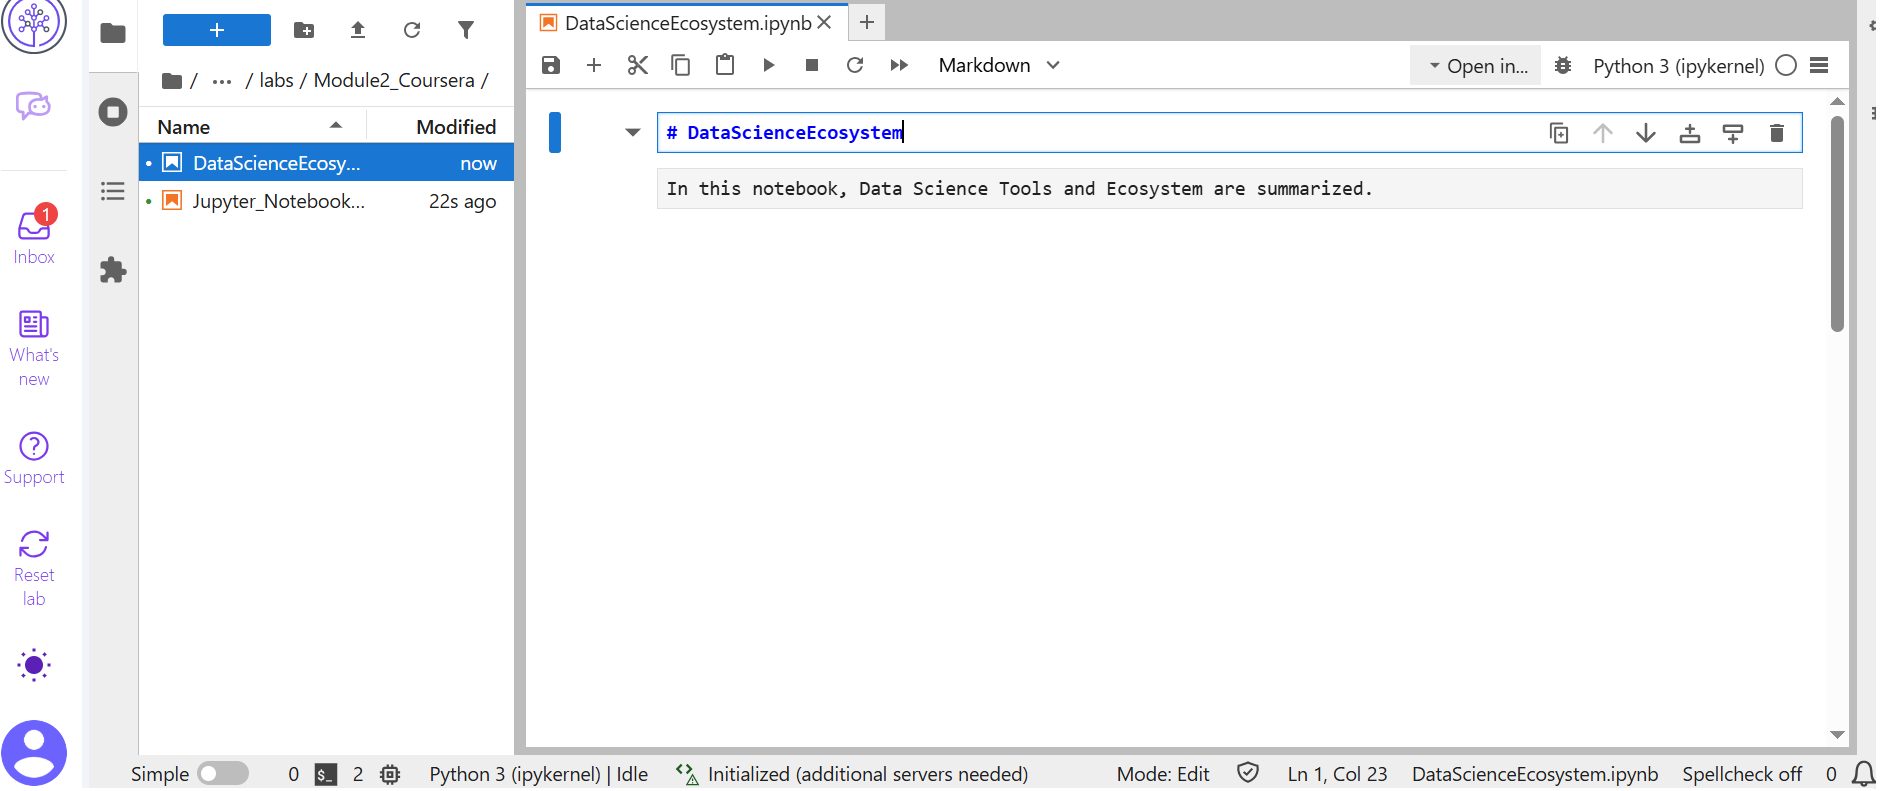 DataScienceEcosystem.ipynb
/ ... / labs / Module2_Coursera /
Markdown
Open in...
Python 3 (ipykernel)
Name Modified
DataScienceEcosy... now
Jupyter_Notebook... 22s ago
# DataScienceEcosystem
In this notebook, Data Science Tools and Ecosystem are summarized.
1
Inbox
What's
new
Support
Reset
lab
Simple 0 $_ 2 Python 3 (ipykernel) | Idle Initialized (additional servers needed) Mode: Edit Ln 1, Col 23 DataScienceEcosystem.ipynb Spellcheck off 0